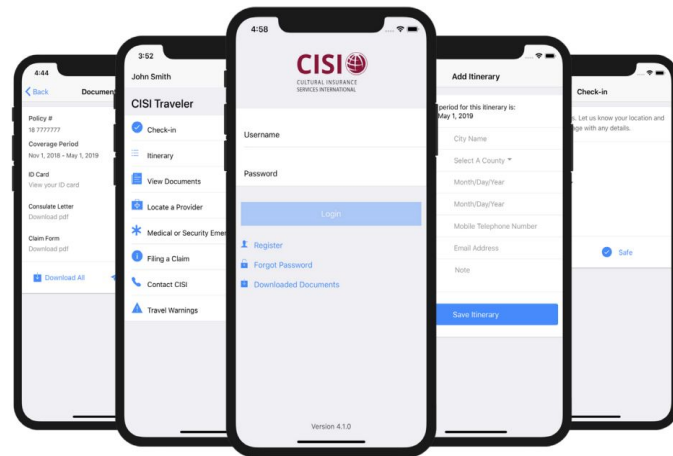 4:44
Back
Documen
Policy #
18 7777777
Coverage Period
Nov 1, 2018 - May 1, 2019
ID Card
View your ID card
Consulate Letter
Download pdf
Claim Form
Download pdf
Download All
3:52
John Smith
CISI Traveler
Check-in
Itinerary
View Documents
Locate a Provider
Medical or Security Emer
Filing a Claim
Contact CISI
Travel Warnings
4:58
CISI
CULTURAL INSURANCE
SERVICES INTERNATIONAL
Username
Password
Login
Register
Forgot Password
Downloaded Documents
Version 4.1.0
Add Itinerary
period for this itinerary is:
May 1, 2019
City Name
Select A County
Month/Day/Year
Month/Day/Year
Mobile Telephone Number
Email Address
Note
Save Itinerary
Check-in
s. Let us know your location and
age with any details.
Safe